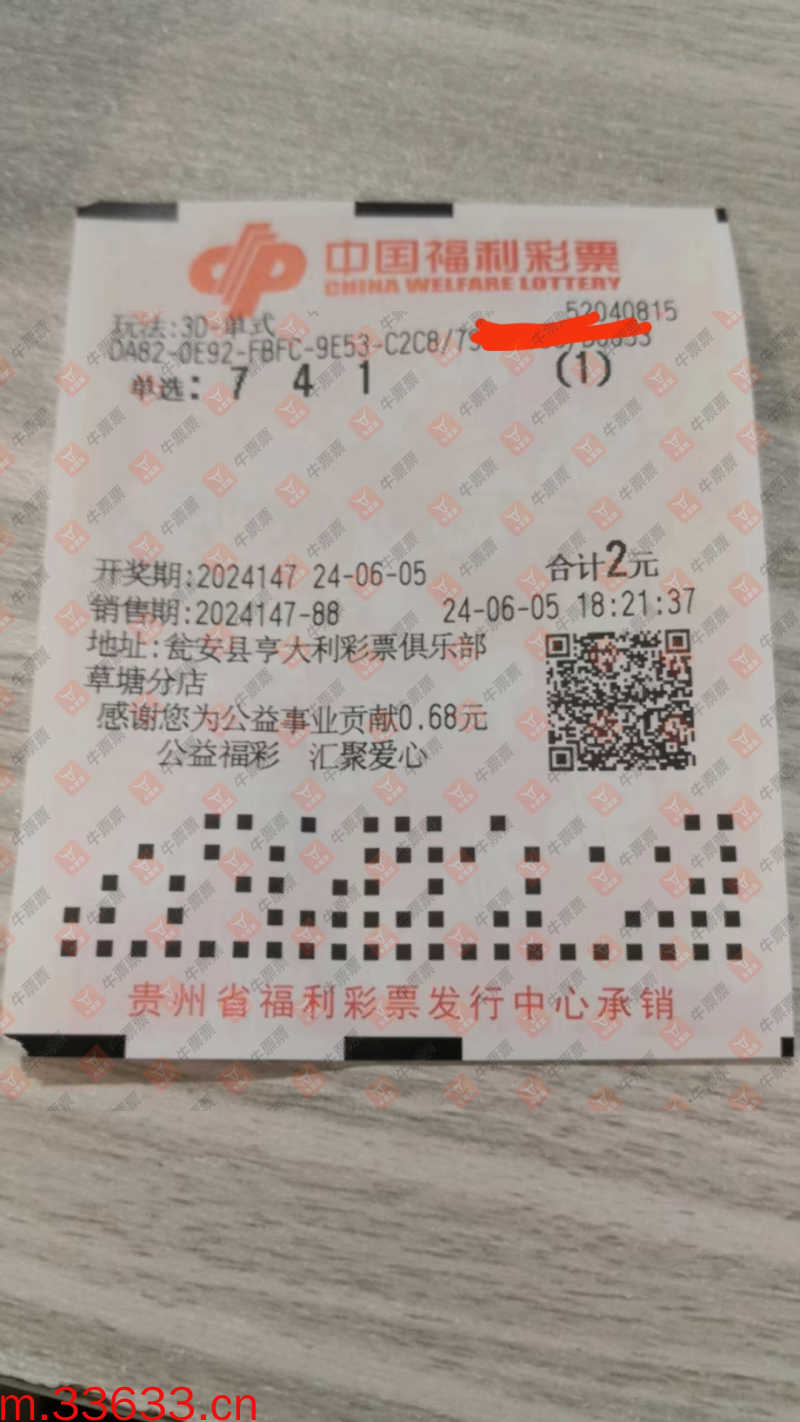 中国福利彩票
CHINA WELFARE LOTTERY
玩法:3D-单式 52040815
0A82-0E92-FBFC-9E53-C2C8/79
单选: 7 4 1 (1)
开奖期:2024147 24-06-05 合计2元
销售期:2024147-88 24-06-05 18:21:37
地址:瓮安县亨大利彩票俱乐部
草塘分店
感谢您为公益事业贡献0.68元
公益福彩 汇聚爱心
贵州省福利彩票发行中心承销
牛票票
m.33633.cn